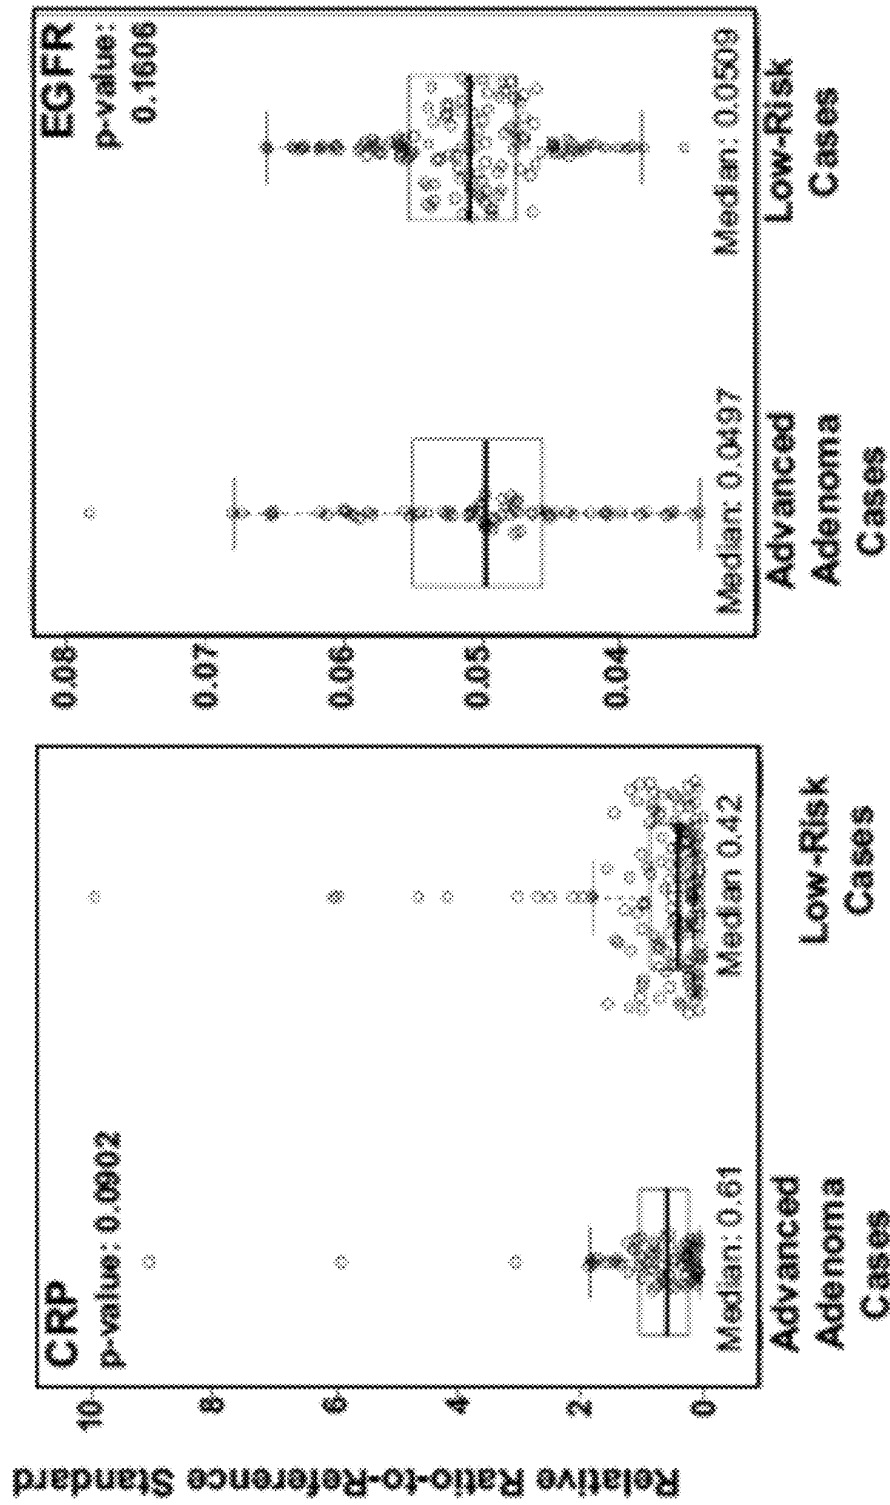 Relative Ratio-to-Reference
Standard
10
8
6
4
2
0
CRP
p-value: 0.0902
Median: 0.61
Median 0.42
Advanced
Adenoma
Cases
Low-Risk
Cases
0.08
0.07
0.06
0.05
0.04
EGFR
p-value:
0.1606
Median: 0.0497
Median: 0.0509
Advanced
Adenoma
Cases
Low-Risk
Cases